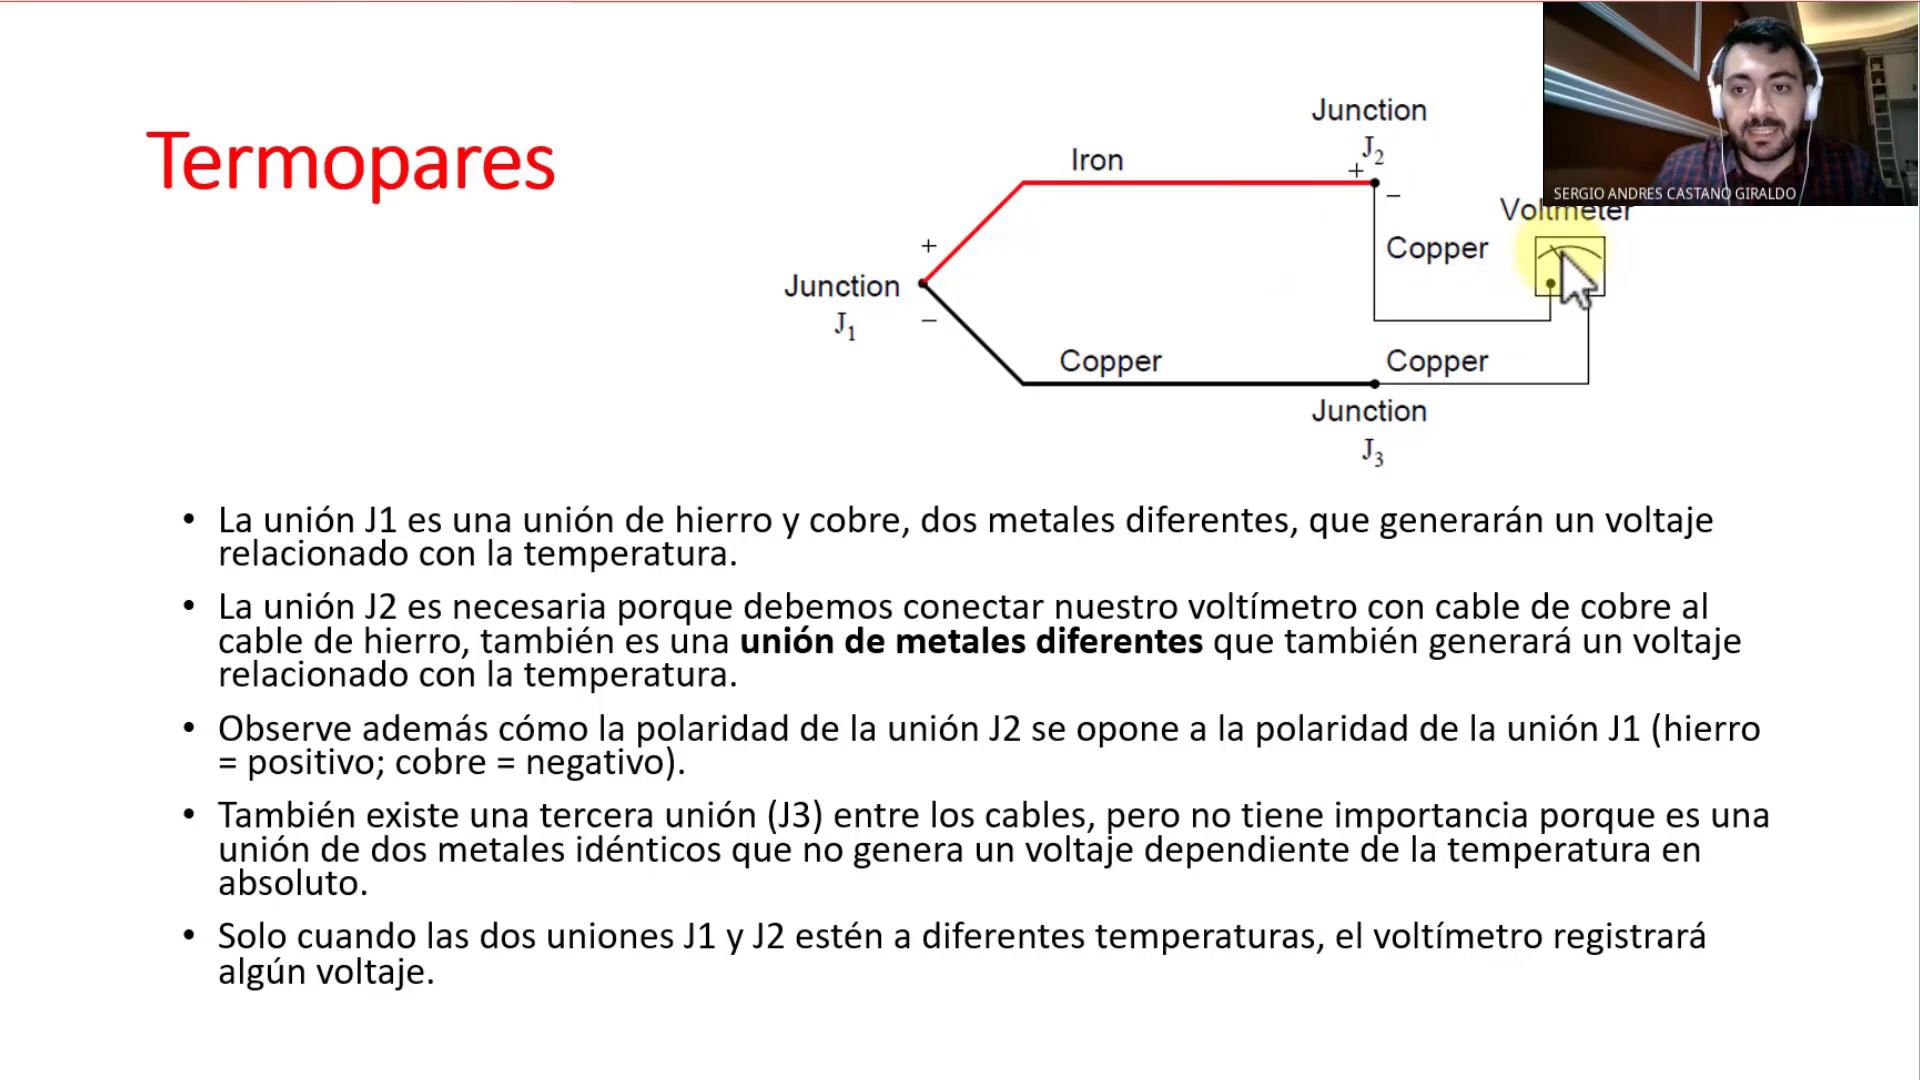 Termopares
Junction
J2
Iron
+
−
SERGIO ANDRES CASTANO GIRALDO
Voltmeter
+
Copper
Junction
J1
−
Copper
Copper
Junction
J3
• La unión J1 es una unión de hierro y cobre, dos metales diferentes, que generarán un voltaje
relacionado con la temperatura.
• La unión J2 es necesaria porque debemos conectar nuestro voltímetro con cable de cobre al
cable de hierro, también es una unión de metales diferentes que también generará un voltaje
relacionado con la temperatura.
• Observe además cómo la polaridad de la unión J2 se opone a la polaridad de la unión J1 (hierro
= positivo; cobre = negativo).
• También existe una tercera unión (J3) entre los cables, pero no tiene importancia porque es una
unión de dos metales idénticos que no genera un voltaje dependiente de la temperatura en
absoluto.
• Solo cuando las dos uniones J1 y J2 estén a diferentes temperaturas, el voltímetro registrará
algún voltaje.